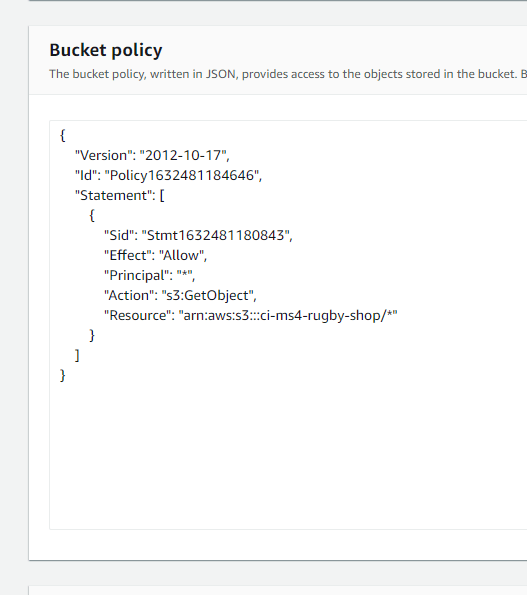 Bucket policy
The bucket policy, written in JSON, provides access to the objects stored in the bucket. B
{
"Version": "2012-10-17",
"Id": "Policy1632481184646",
"Statement": [
{
"Sid": "Stmt1632481180843",
"Effect": "Allow",
"Principal": "*",
"Action": "s3:GetObject",
"Resource": "arn:aws:s3:::ci-ms4-rugby-shop/*"
}
]
}